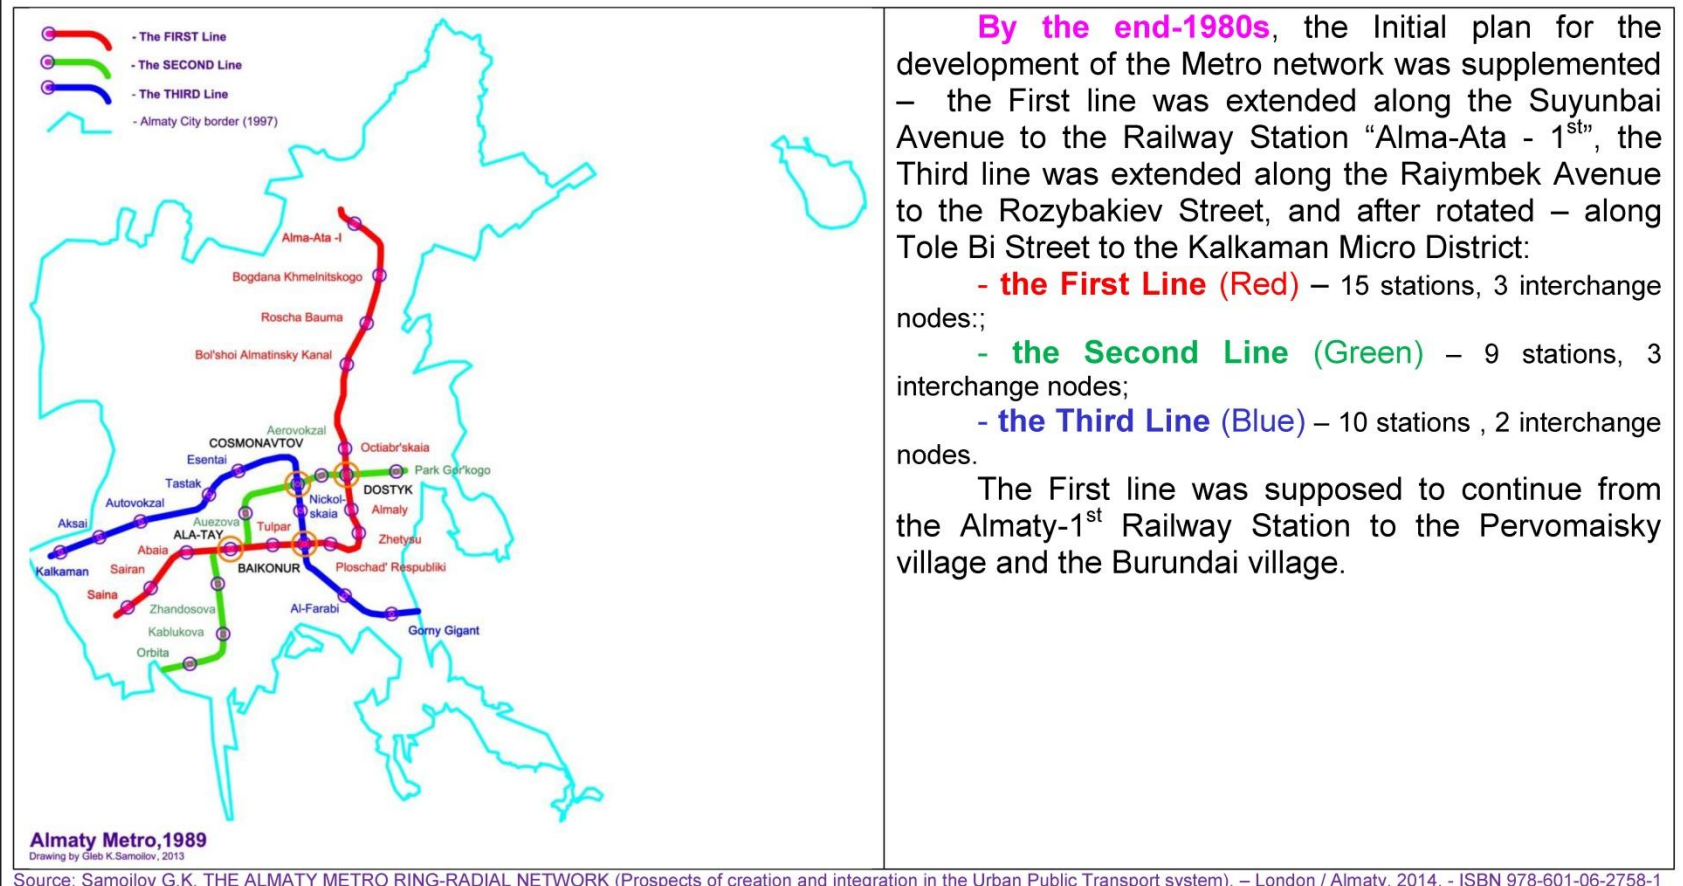 - The FIRST Line
- The SECOND Line
- The THIRD Line
- Almaty City border (1997)
Alma-Ata -I
Bogdana Khmelnitskogo
Roscha Bauma
Bol'shoi Almatinsky Kanal
Aerovokzal
COSMONAVTOV
Octiabr'skaia
Esentai
Park Gor'kogo
Tastak
DOSTYK
Autovokzal
Nickol-
skaia
Almaly
Aksai
Auezova
Tulpar
ALA-TAY
Zhetysu
Abaia
Kalkaman
Sairan
BAIKONUR
Ploschad' Respubliki
Saina
Zhandosova
Al-Farabi
Kablukova
Gorny Gigant
Orbita
Almaty Metro,1989
Drawing by Gleb K.Samoilov, 2013
By the end-1980s, the Initial plan for the
development of the Metro network was supplemented
– the First line was extended along the Suyunbai
Avenue to the Railway Station “Alma-Ata - 1st”, the
Third line was extended along the Raiymbek Avenue
to the Rozybakiev Street, and after rotated – along
Tole Bi Street to the Kalkaman Micro District:
- the First Line (Red) – 15 stations, 3 interchange
nodes:;
- the Second Line (Green) – 9 stations, 3
interchange nodes;
- the Third Line (Blue) – 10 stations , 2 interchange
nodes.
The First line was supposed to continue from
the Almaty-1st Railway Station to the Pervomaisky
village and the Burundai village.
Source: Samoilov G.K. THE ALMATY METRO RING-RADIAL NETWORK (Prospects of creation and integration in the Urban Public Transport system). – London / Almaty, 2014. - ISBN 978-601-06-2758-1